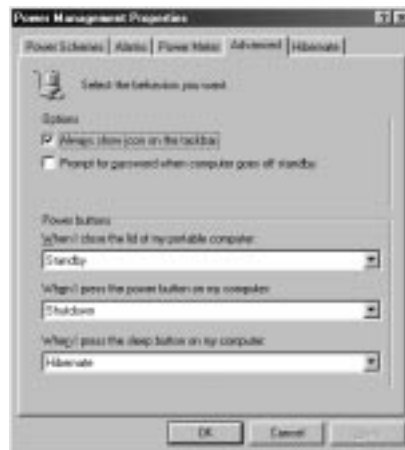 Power Management Properties
Power Schemes
Alarms
Power Meter
Advanced
Hibernate
Select the behavior you want.
Options
Always show icon on the taskbar
Prompt for password when computer goes off standby
Power buttons
When I close the lid of my portable computer:
Standby
When I press the power button on my computer:
Shutdown
When I press the sleep button on my computer:
Hibernate
OK
Cancel